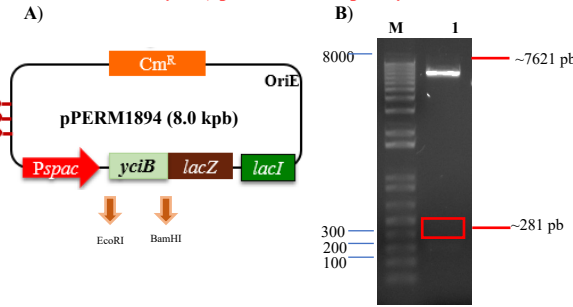 A)
B)
M 1
Cm^R
OriE
pPERM1894 (8.0 kpb)
Pspac yciB lacZ lacI
EcoRI BamHI
8000
~7621 pb
300
200
100
~281 pb